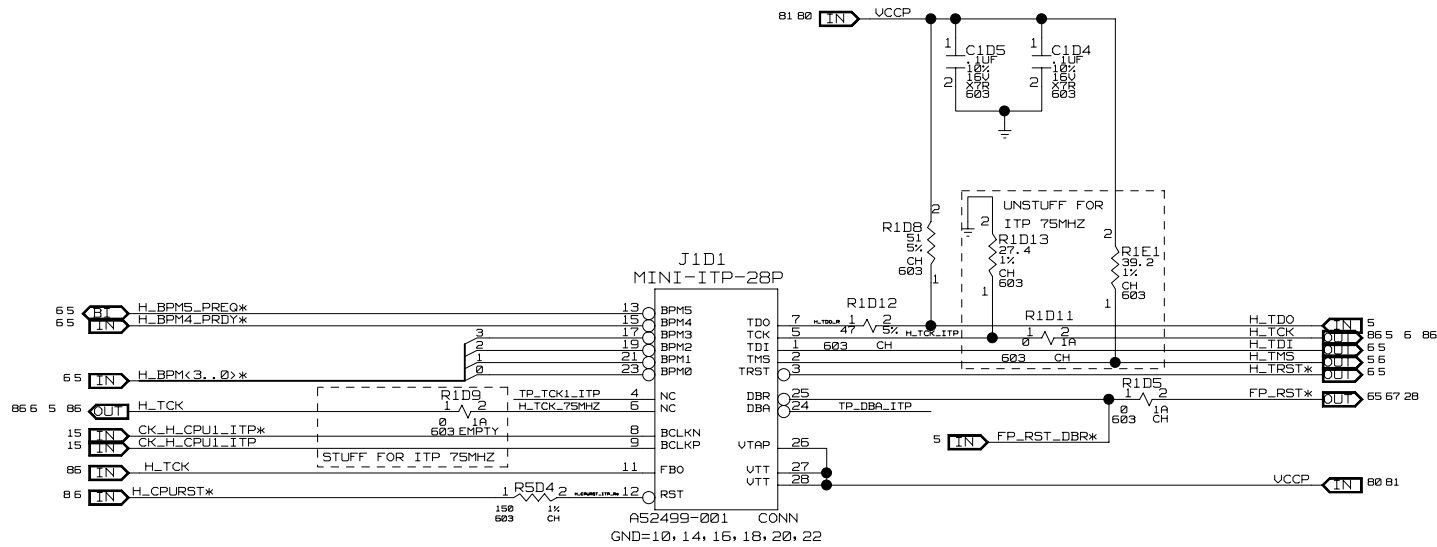 81 80 IN VCCP
1 C1D5 .1UF 10% 16V X7R 603 2
1 C1D4 .1UF 10% 16V X7R 603 2
UNSTUFF FOR
ITP 75MHZ
2 R1D8 51 5% CH 603 1
2 R1D13 27.4 1% CH 603 1
2 R1E1 39.2 1% CH 603 1
J1D1
MINI-ITP-28P
65 BI H_BPM5_PREQ* 13 BPM5
65 IN H_BPM4_PRDY* 15 BPM4
3 17 BPM3
2 19 BPM2
1 21 BPM1
65 IN H_BPM<3..0>* 0 23 BPM0
TP_TCK1_ITP 4 NC
866 5 86 OUT H_TCK R1D9 1 2 0 1A 603 EMPTY H_TCK_75MHZ 6 NC
15 IN CK_H_CPU1_ITP* 8 BCLKN
15 IN CK_H_CPU1_ITP 9 BCLKP
STUFF FOR ITP 75MHZ
86 IN H_TCK 11 FBO
86 IN H_CPURST* 1 R5D4 2 150 1% 603 CH 12 RST
TDO 7 H_TDO_R R1D12 1 2 47 5% 603 CH H_TDO IN 5
TCK 5 H_TCK_ITP R1D11 1 2 0 1A 603 CH H_TCK OUT 865 6 86
TDI 1 H_TDI OUT 65
TMS 2 H_TMS OUT 56
TRST 3 H_TRST* OUT 65
DBR 25 R1D5 1 2 0 1A 603 CH FP_RST* OUT 65 67 28
DBA 24 TP_DBA_ITP
5 IN FP_RST_DBR*
VTAP 26
VTT 27
VTT 28 VCCP IN 80 81
A52499-001 CONN
GND=10,14,16,18,20,22